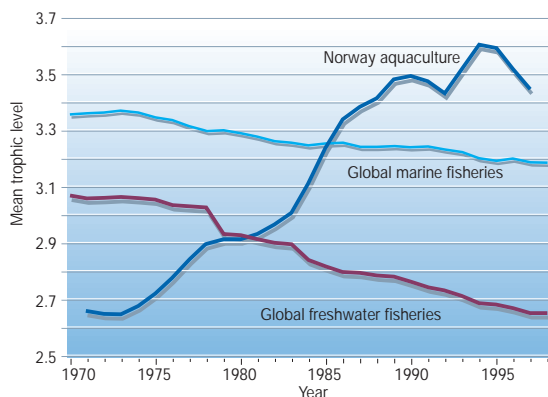 3.7
Norway aquaculture
3.5
3.3
Global marine fisheries
Mean trophic level
3.1
2.9
2.7
Global freshwater fisheries
2.5
1970 1975 1980 1985 1990 1995
Year